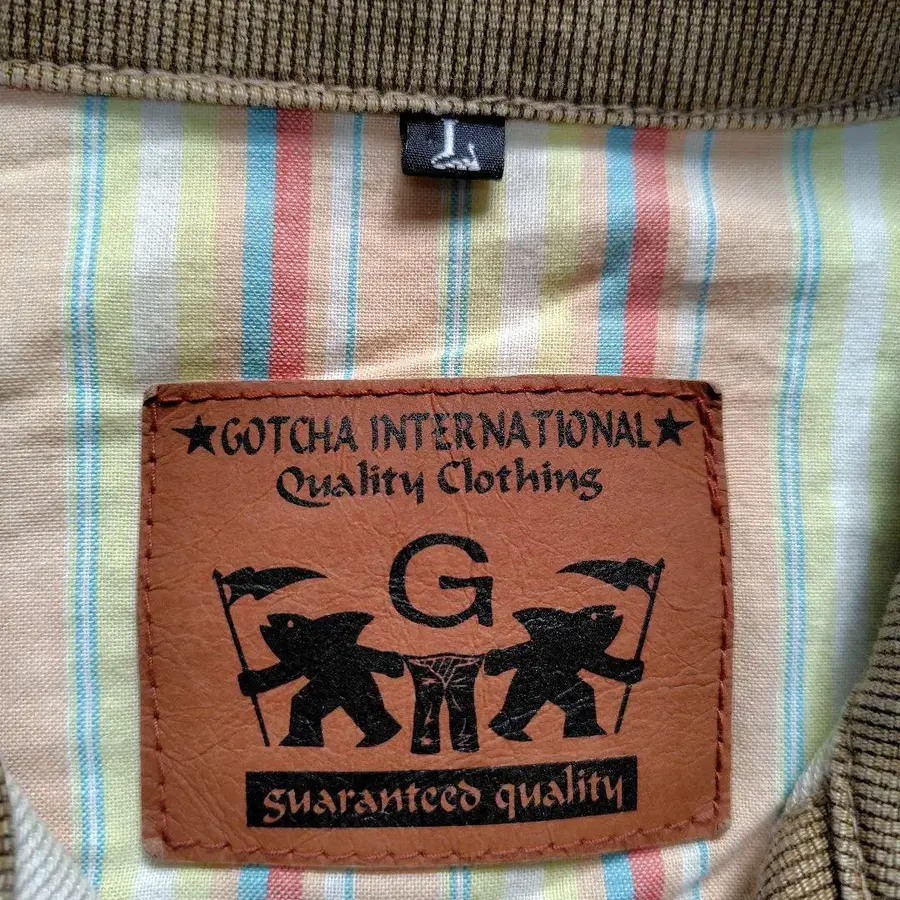 ★GOTCHA INTERNATIONAL★
Quality Clothing
G
guaranteed quality